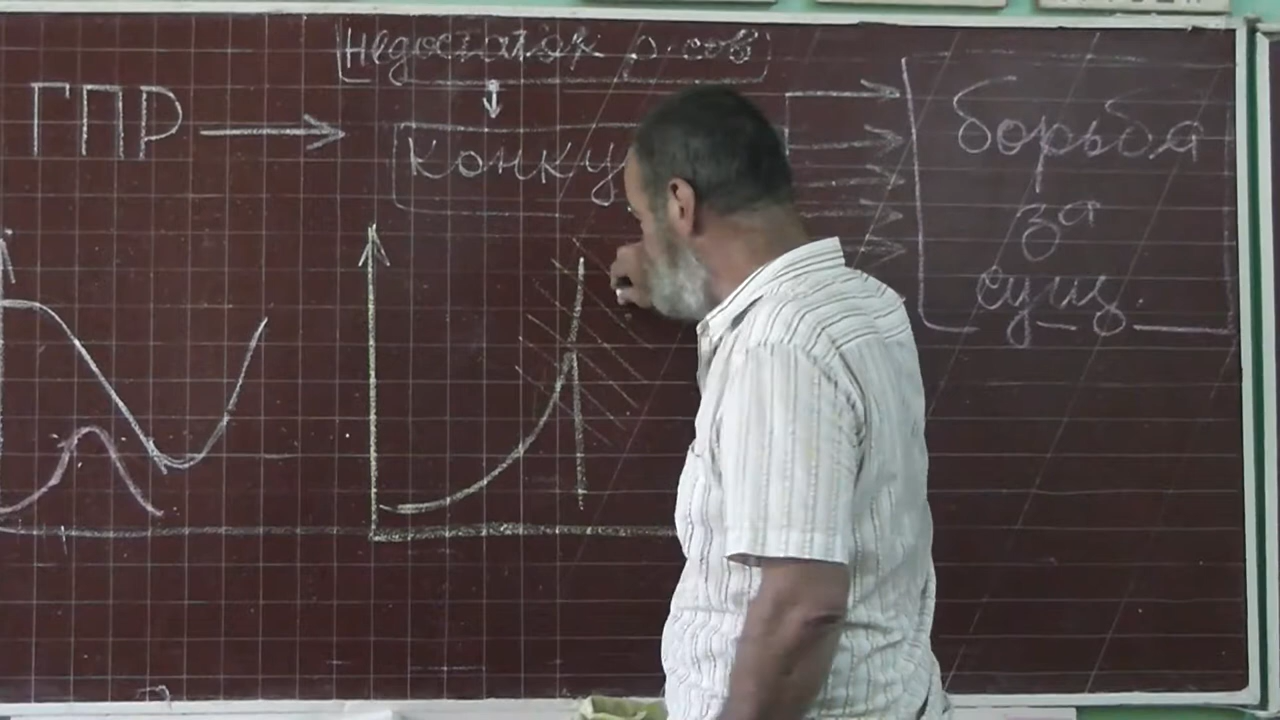 недостаток р-сов
ГПР
конку
борьба
за
сущ.